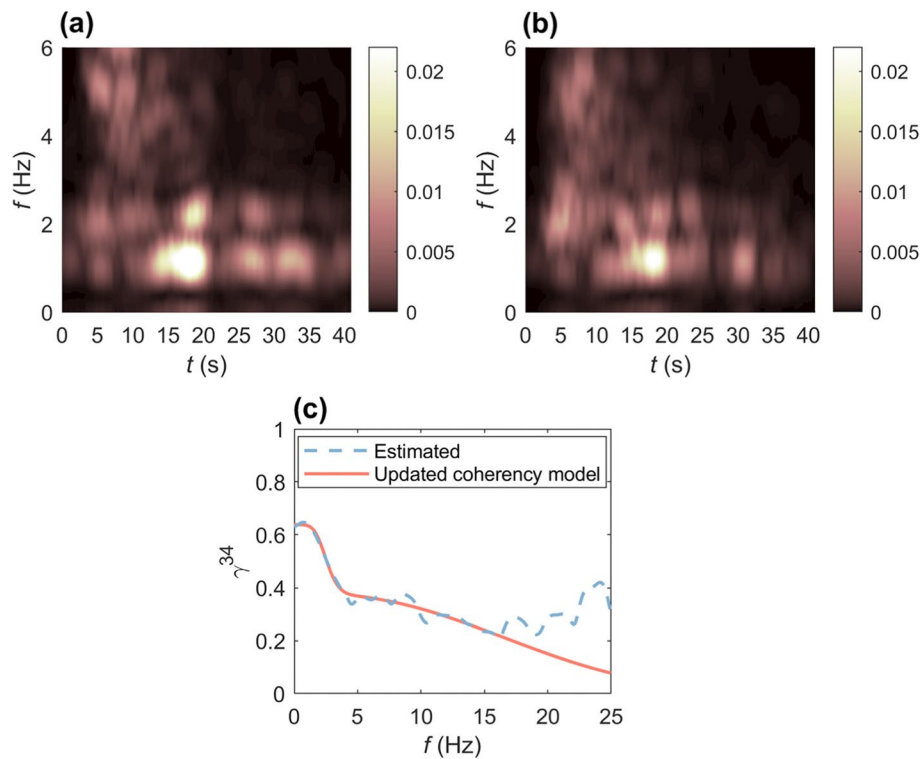 (a)
6
4
2
0
f (Hz)
0 5 10 15 20 25 30 35 40
t (s)
0.02
0.015
0.01
0.005
0
(b)
6
4
2
0
f (Hz)
0 5 10 15 20 25 30 35 40
t (s)
0.02
0.015
0.01
0.005
0
(c)
1
0.8
0.6
0.4
0.2
0
γ³⁴
Estimated
Updated coherency model
0 5 10 15 20 25
f (Hz)